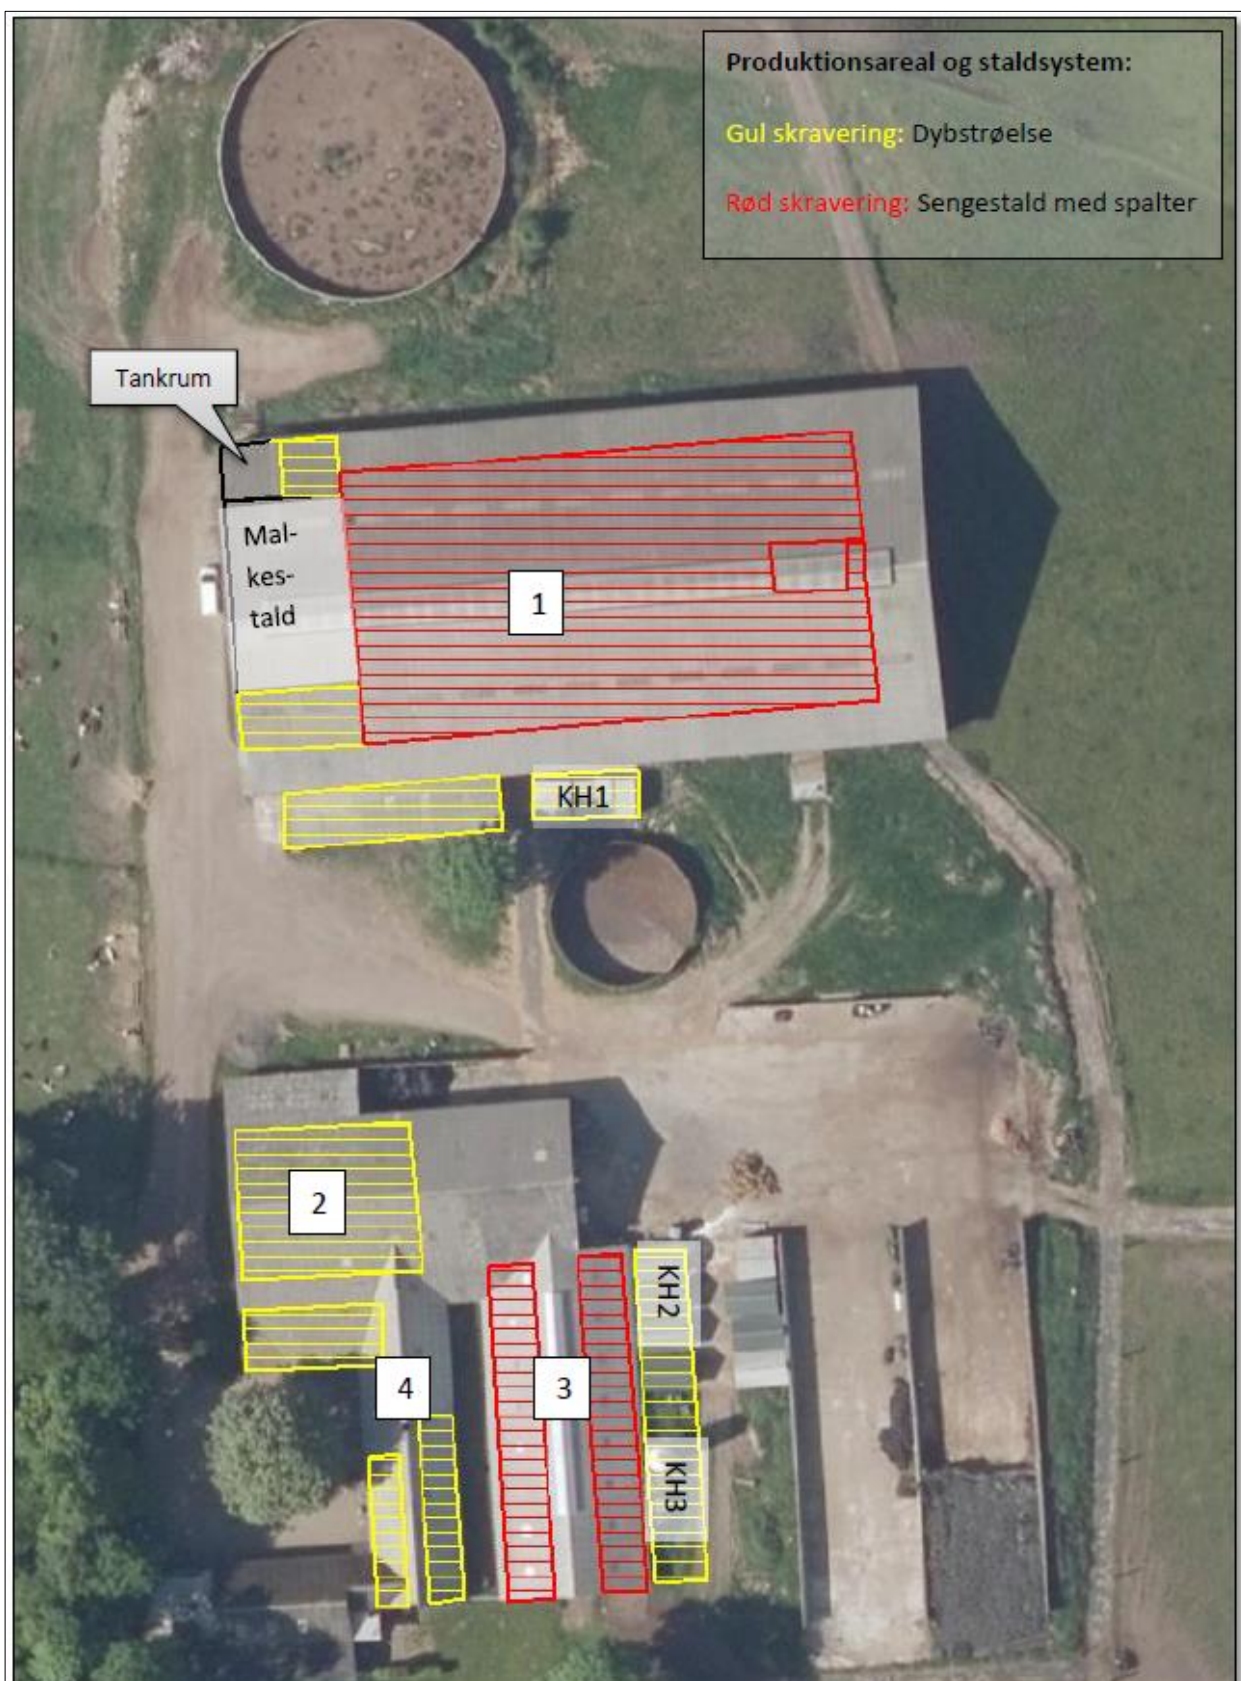 Produktionsareal og staldsystem:
Gul skravering: Dybstrøelse
Rød skravering: Sengestald med spalter
Tankrum
Mal-
kes-
tald
1
KH1
2
KH2
4
3
KH3